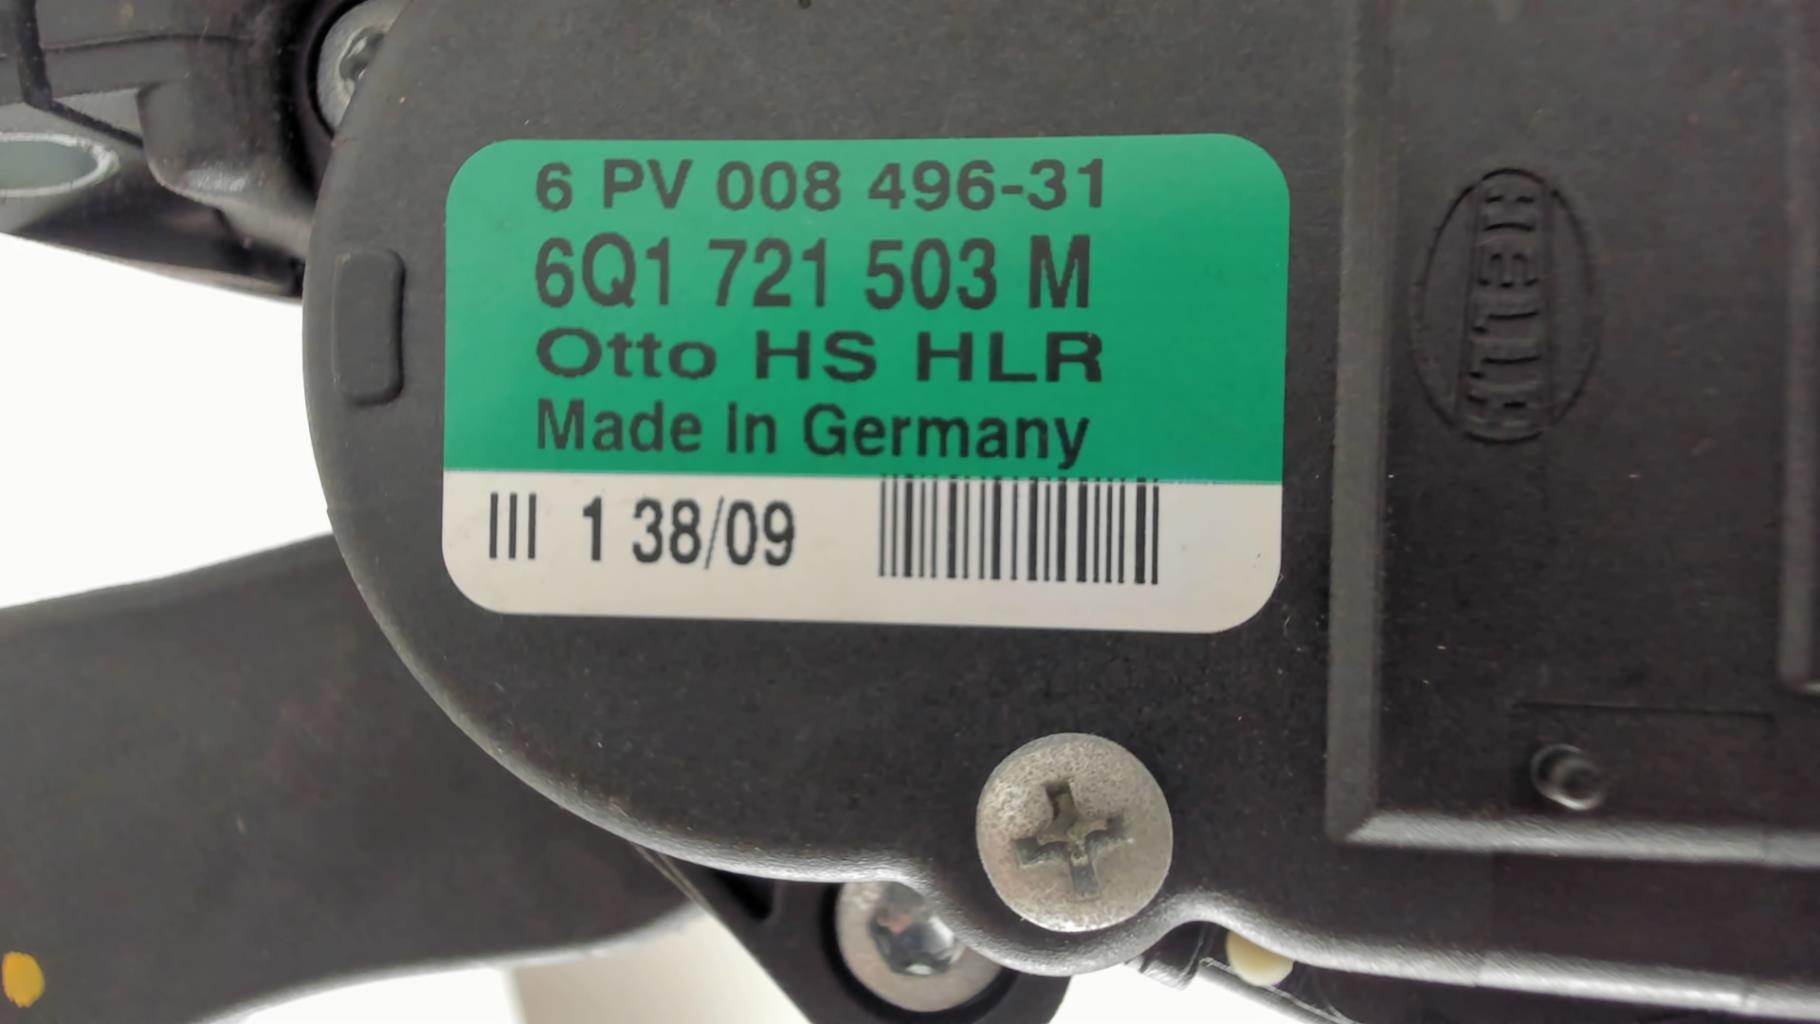 6 PV 008 496-31
6Q1 721 503 M
Otto HS HLR
Made In Germany
III 1 38/09
HELLA